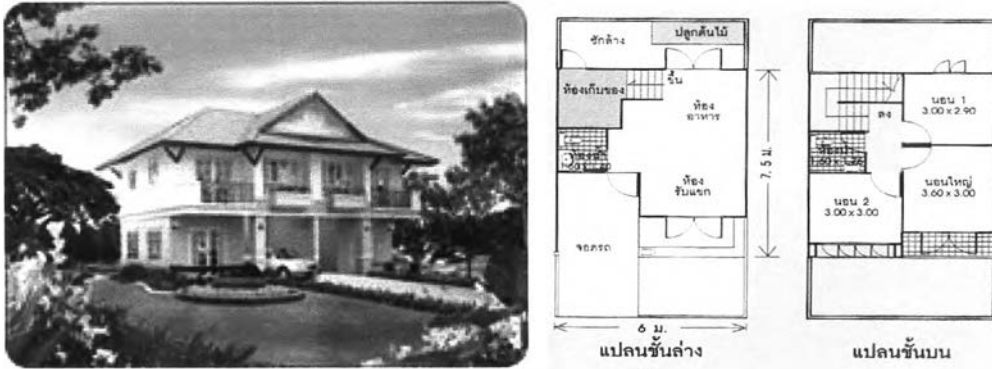 ซักล้าง
ปลูกต้นไม้
ห้องเก็บของ
ขึ้น
ห้อง
อาหาร
7.5 ม.
ห้อง
รับแขก
จอดรถ
6 ม.
แปลนชั้นล่าง
นอน 1
3.00 x 2.90
ลง
นอนใหญ่
3.60 x 3.00
นอน 2
3.00 x 3.00
แปลนชั้นบน